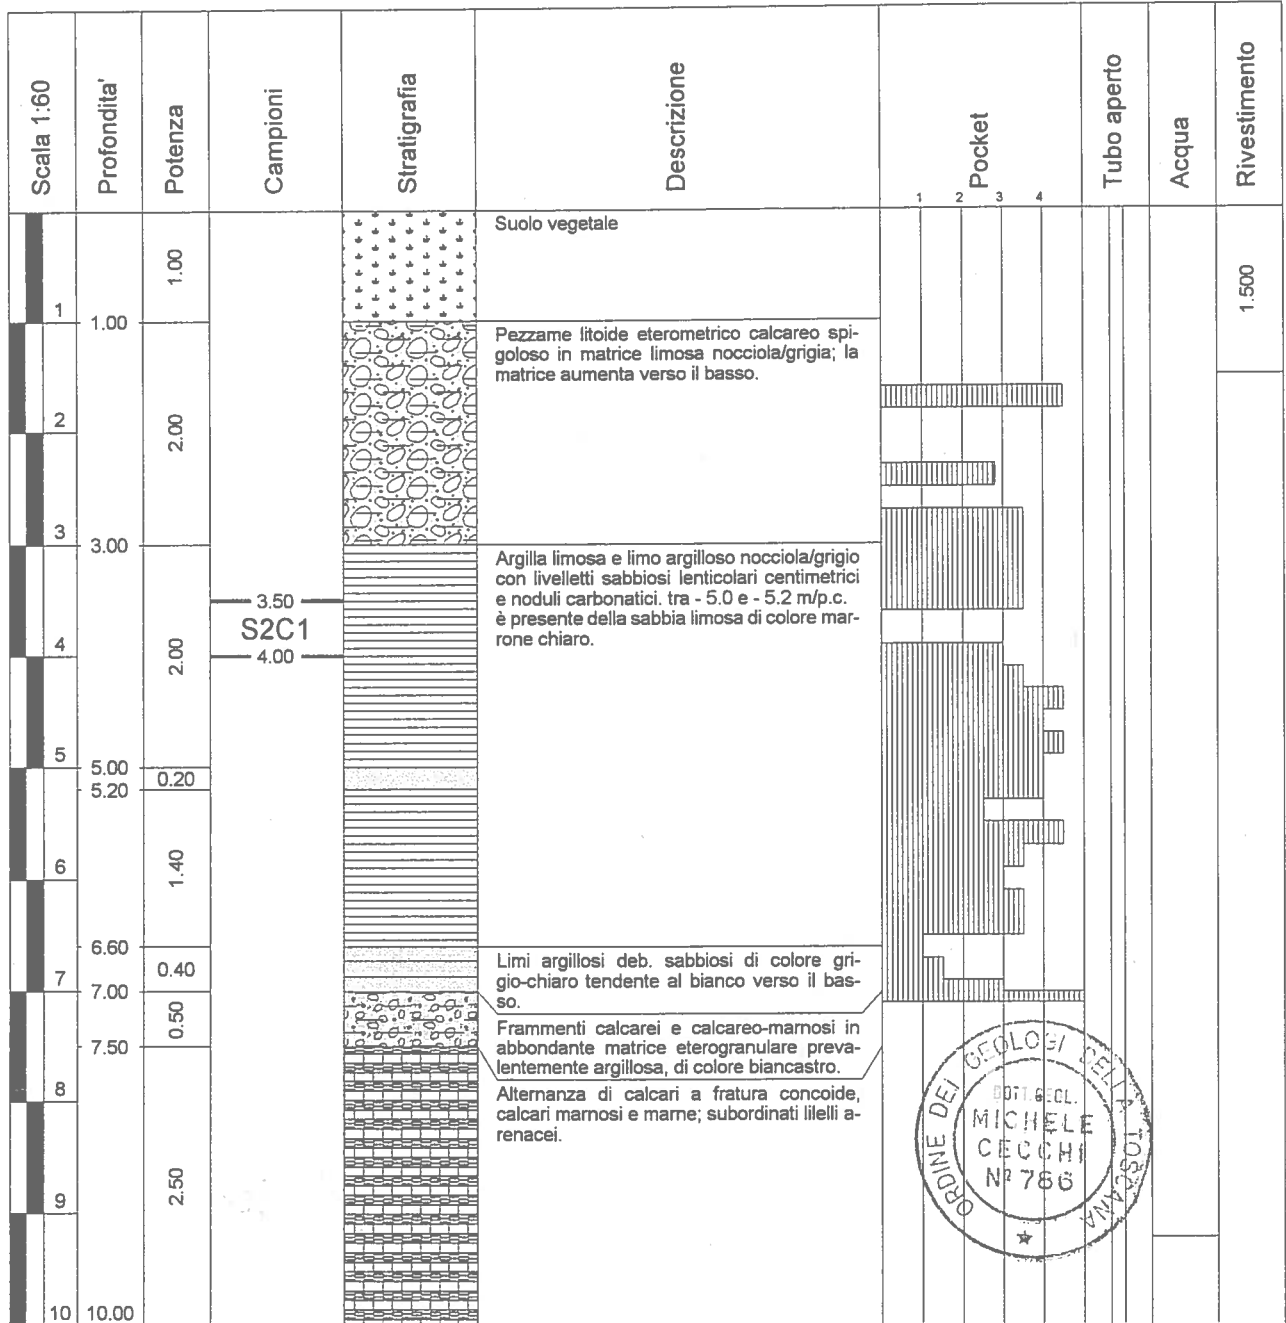 Scala 1:60
Profondita'
Potenza
Campioni
Stratigrafia
Descrizione
Pocket
1 2 3 4
Tubo aperto
Acqua
Rivestimento
Suolo vegetale
1.00
1.500
1
1.00
Pezzame litoide eterometrico calcareo spi-
goloso in matrice limosa nocciola/grigia; la
matrice aumenta verso il basso.
2
2.00
3
3.00
Argilla limosa e limo argilloso nocciola/grigio
con livelletti sabbiosi lenticolari centimetrici
e noduli carbonatici. tra - 5.0 e - 5.2 m/p.c.
è presente della sabbia limosa di colore mar-
rone chiaro.
3.50
S2C1
4.00
4
2.00
5
5.00
0.20
5.20
6
1.40
6.60
0.40
7
7.00
Limi argillosi deb. sabbiosi di colore gri-
gio-chiaro tendente al bianco verso il bas-
so.
0.50
7.50
Frammenti calcarei e calcareo-marnosi in
abbondante matrice eterogranulare preva-
lentemente argillosa, di colore biancastro.
8
Alternanza di calcari a fratura concoide,
calcari marnosi e marne; subordinati lilelli a-
renacei.
9
2.50
10
10.00
ORDINE DEI GEOLOGI DELLA TOSCANA
DOTT. GEOL.
MICHELE
CECCHI
Nº 786